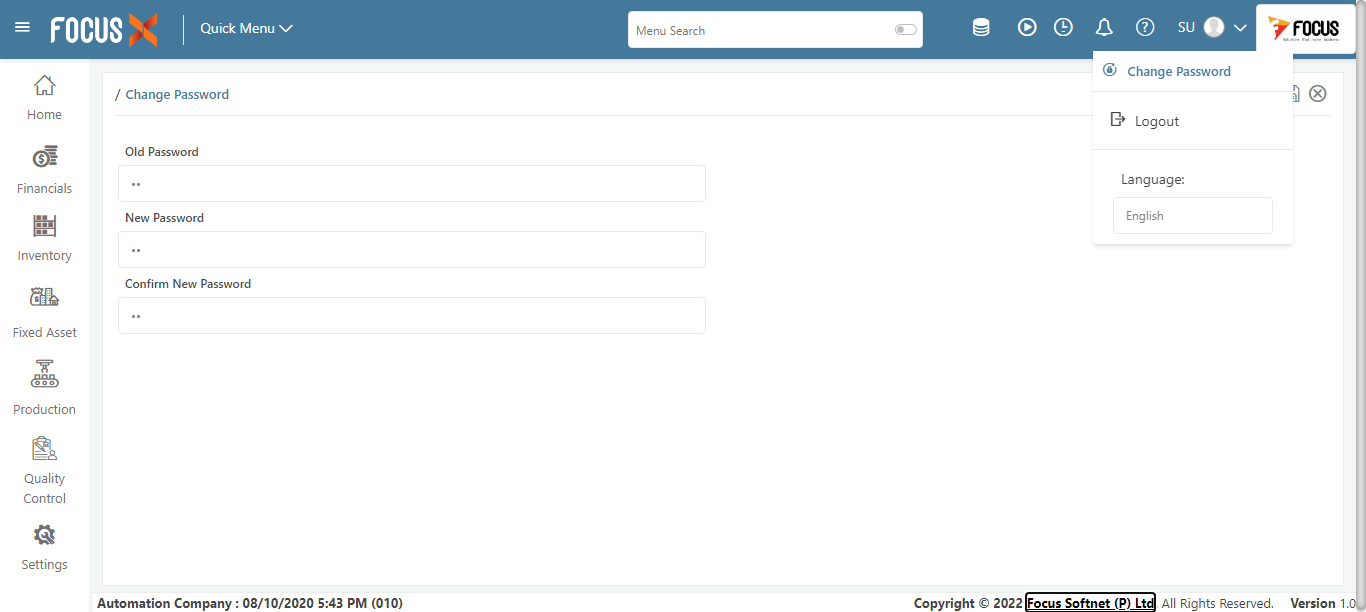 FOCUS X
Quick Menu
Menu Search
SU
FOCUS
Change Password
Logout
Language:
English
/ Change Password
Old Password
••
New Password
••
Confirm New Password
••
Home
Financials
Inventory
Fixed Asset
Production
Quality
Control
Settings
Automation Company : 08/10/2020 5:43 PM (010)
Copyright © 2022 Focus Softnet (P) Ltd. All Rights Reserved. Version 1.0